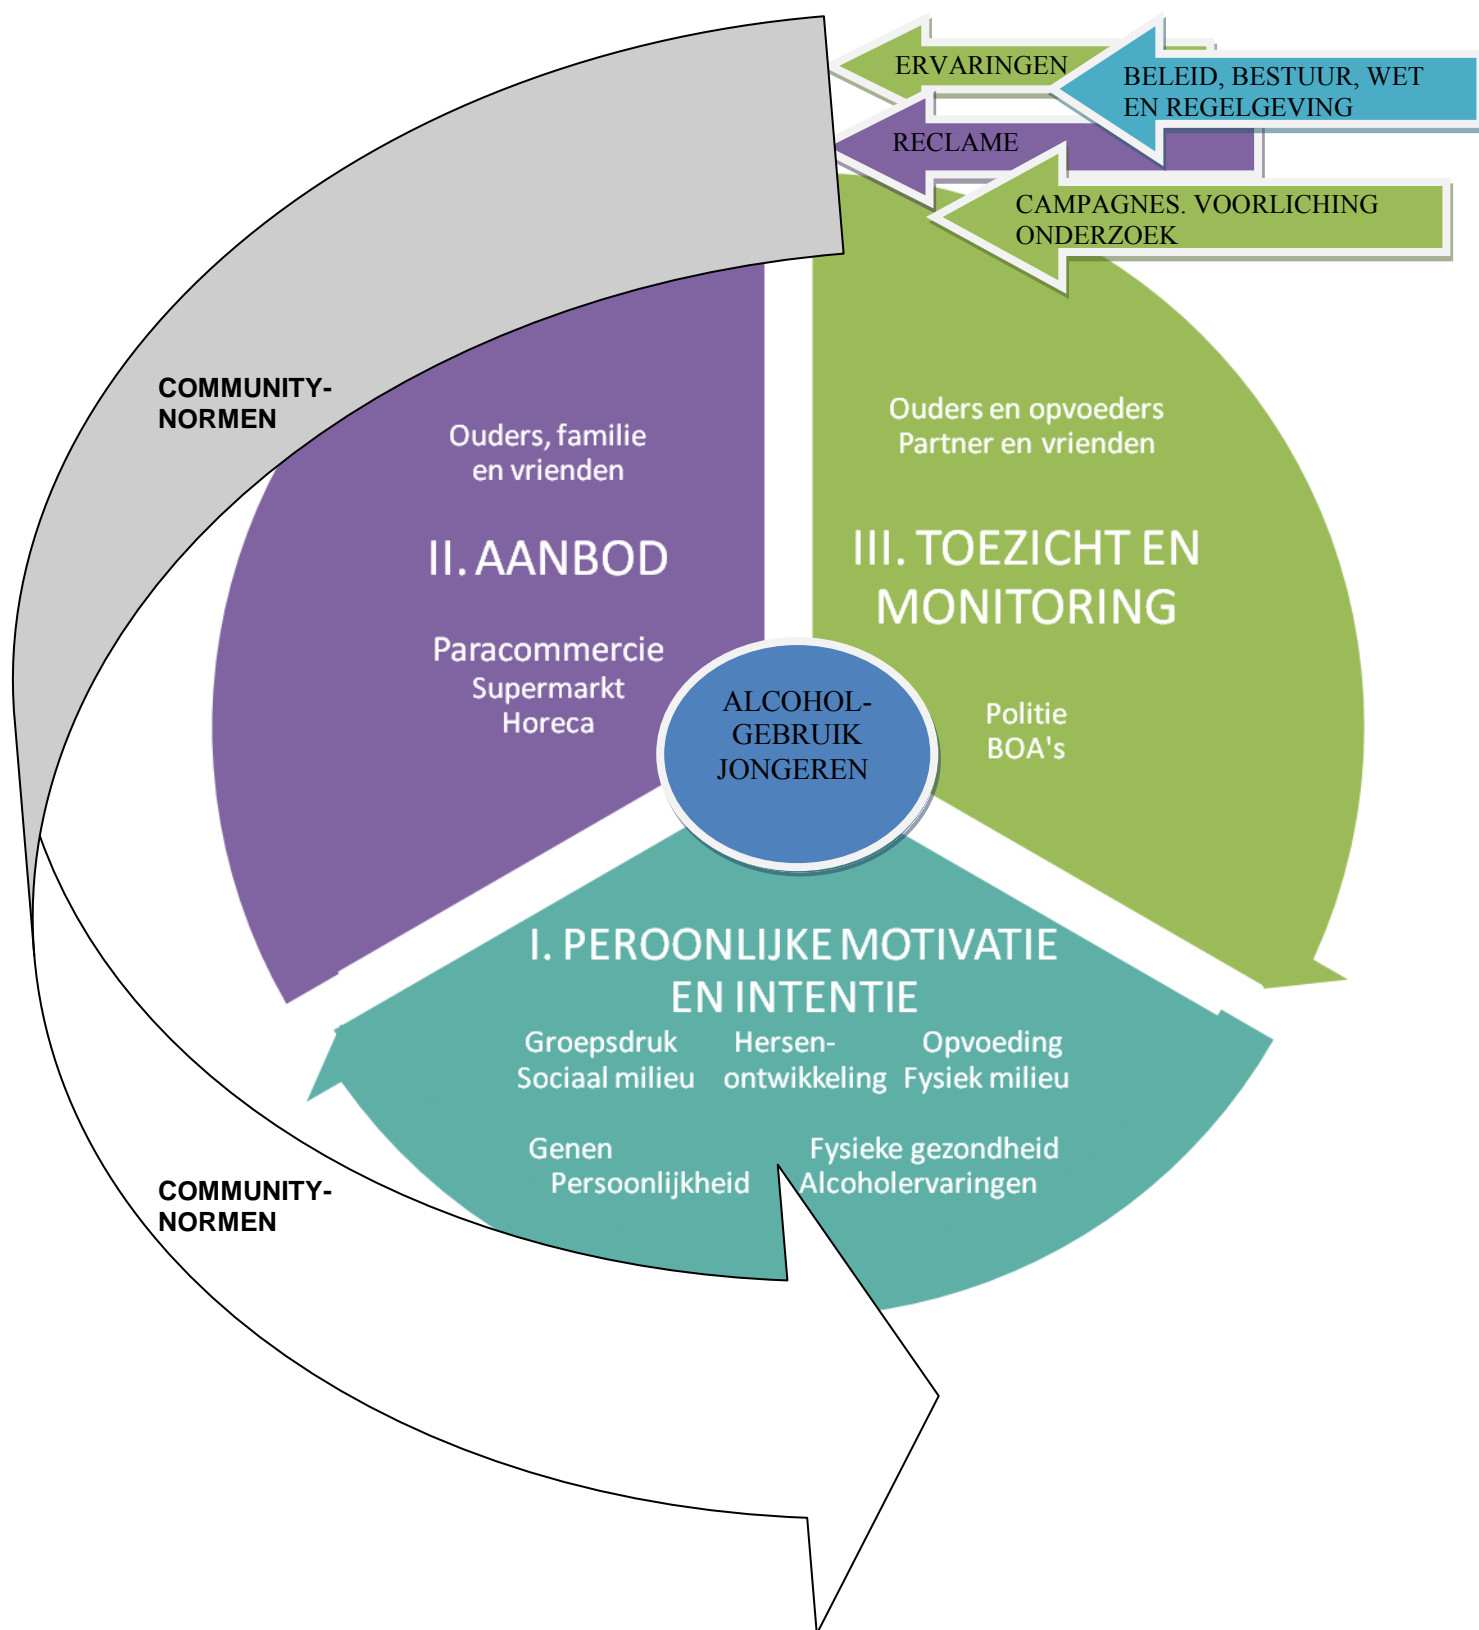 ERVARINGEN
BELEID, BESTUUR, WET
EN REGELGEVING
RECLAME
CAMPAGNES. VOORLICHING
ONDERZOEK
COMMUNITY-
NORMEN
Ouders, familie
en vrienden
II. AANBOD
Paracommercie
Supermarkt
Horeca
Ouders en opvoeders
Partner en vrienden
III. TOEZICHT EN
MONITORING
Politie
BOA's
ALCOHOL-
GEBRUIK
JONGEREN
I. PEROONLIJKE MOTIVATIE
EN INTENTIE
Groepsdruk Hersen- Opvoeding
Sociaal milieu ontwikkeling Fysiek milieu
Genen Fysieke gezondheid
Persoonlijkheid Alcoholervaringen
COMMUNITY-
NORMEN